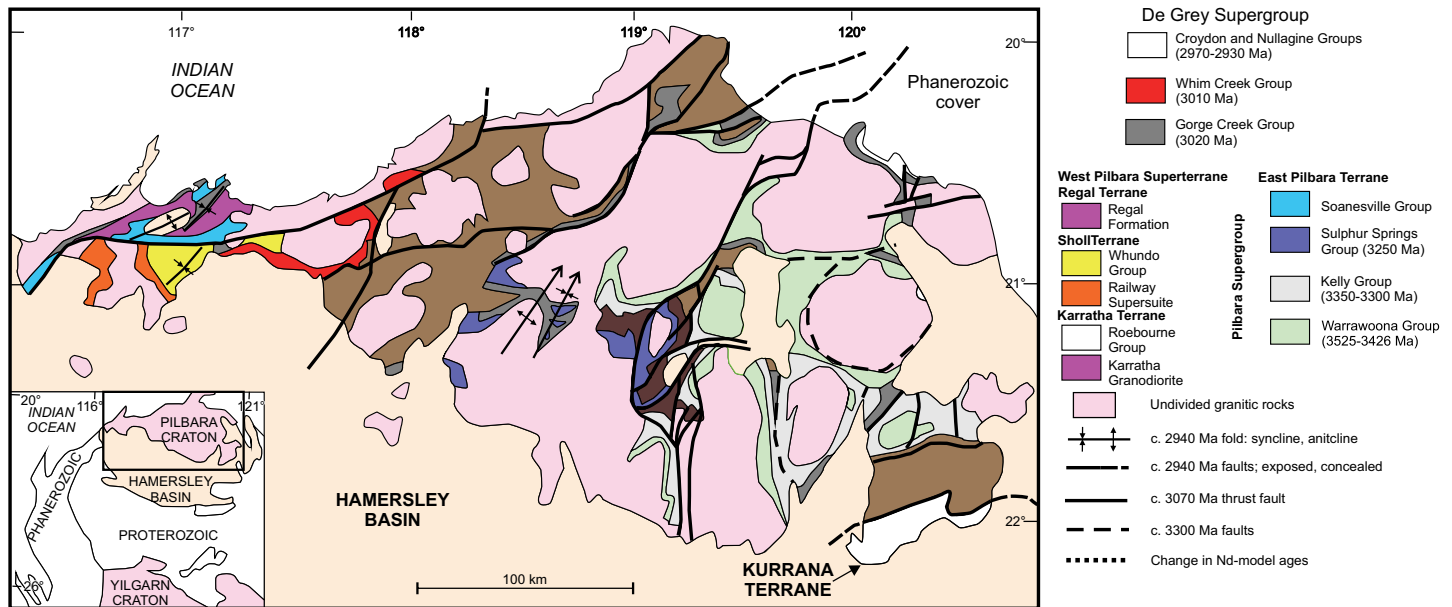 117°
118°
119°
120°
20°
INDIAN
OCEAN
Phanerozoic
cover
21°
20°
116°
121°
INDIAN
OCEAN
PILBARA
CRATON
HAMERSLEY
BASIN
PHANEROZOIC
PROTEROZOIC
26°
YILGARN
CRATON
HAMERSLEY
BASIN
22°
100 km
KURRANA
TERRANE
De Grey Supergroup
Croydon and Nullagine Groups
(2970-2930 Ma)
Whim Creek Group
(3010 Ma)
Gorge Creek Group
(3020 Ma)
West Pilbara Superterrane
Regal Terrane
Regal
Formation
ShollTerrane
Whundo
Group
Railway
Supersuite
Karratha Terrane
Roebourne
Group
Karratha
Granodiorite
East Pilbara Terrane
Pilbara Supergroup
Soanesville Group
Sulphur Springs
Group (3250 Ma)
Kelly Group
(3350-3300 Ma)
Warrawoona Group
(3525-3426 Ma)
Undivided granitic rocks
c. 2940 Ma fold: syncline, anitcline
c. 2940 Ma faults; exposed, concealed
c. 3070 Ma thrust fault
c. 3300 Ma faults
Change in Nd-model ages